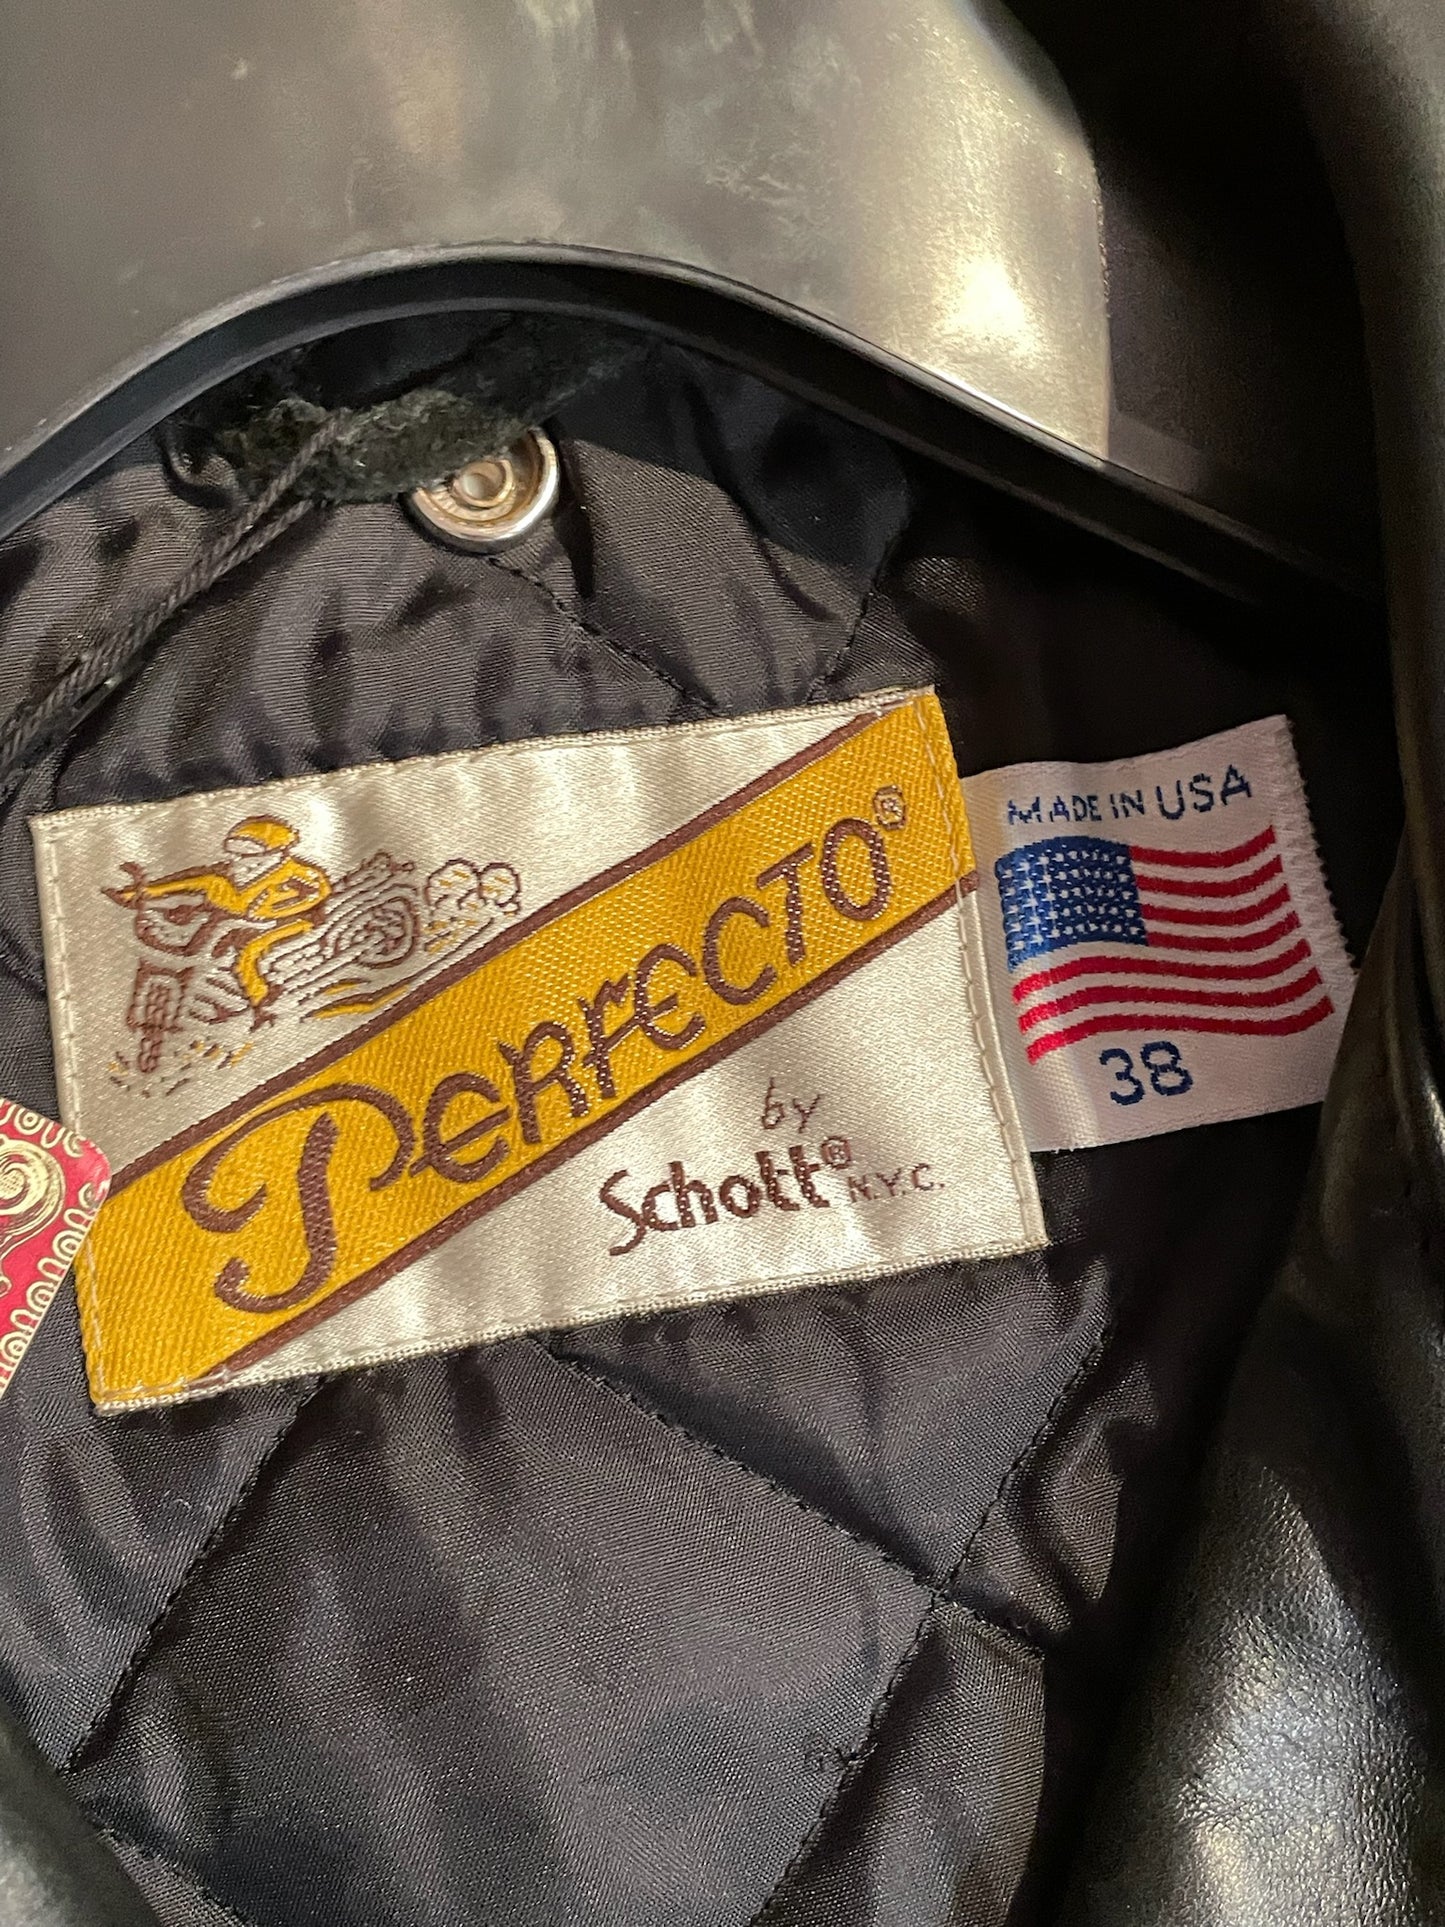 PERFECTO®
by
Schott® N.Y.C.
MADE IN USA
38